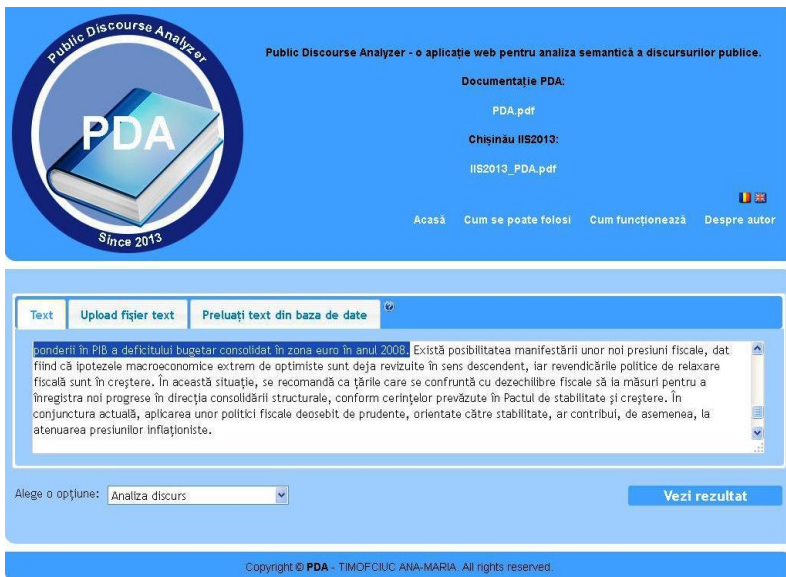 Public Discourse Analyzer
PDA
Since 2013
Public Discourse Analyzer - o aplicație web pentru analiza semantică a discursurilor publice.
Documentație PDA:
PDA.pdf
Chișinău IIS2013:
IIS2013_PDA.pdf
Acasă Cum se poate folosi Cum funcționează Despre autor
Text Upload fișier text Preluați text din baza de date
ponderii în PIB a deficitului bugetar consolidat în zona euro în anul 2008. Există posibilitatea manifestării unor noi presiuni fiscale, dat
fiind că ipotezele macroeconomice extrem de optimiste sunt deja revizuite în sens descendent, iar revendicările politice de relaxare
fiscală sunt în creștere. În această situație, se recomandă ca țările care se confruntă cu dezechilibre fiscale să ia măsuri pentru a
înregistra noi progrese în direcția consolidării structurale, conform cerințelor prevăzute în Pactul de stabilitate și creștere. În
conjunctura actuală, aplicarea unor politici fiscale deosebit de prudente, orientate către stabilitate, ar contribui, de asemenea, la
atenuarea presiunilor inflaționiste.
Alege o opțiune: Analiza discurs Vezi rezultat
Copyright © PDA - TIMOFCIUC ANA-MARIA. All rights reserved.